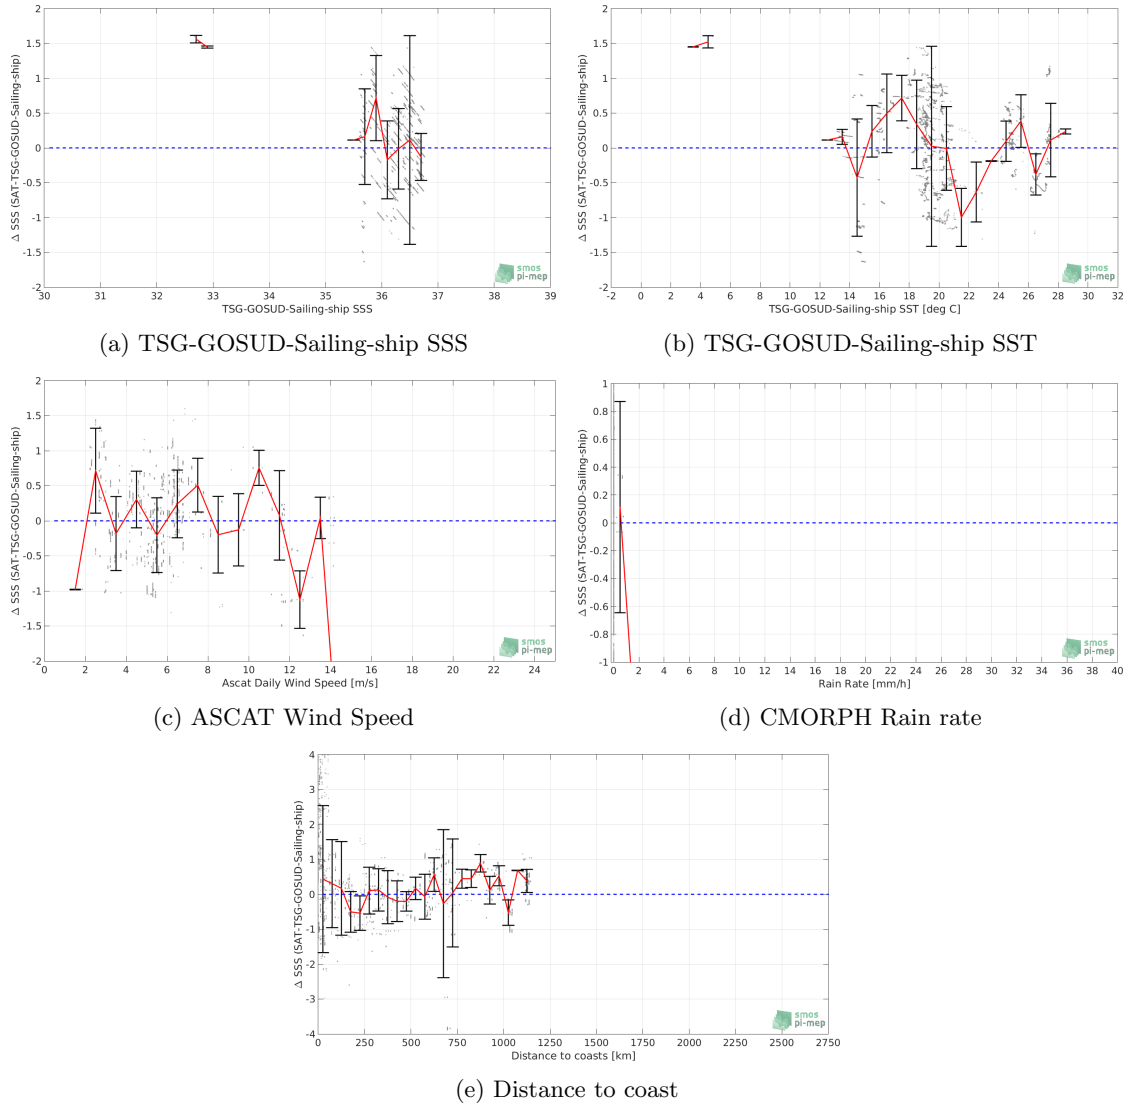 2
1.5
1
0.5
0
-0.5
-1
-1.5
-2
Δ SSS (SAT-TSG-GOSUD-Sailing-ship)
30 31 32 33 34 35 36 37 38 39
TSG-GOSUD-Sailing-ship SSS
smos
pi-mep
(a) TSG-GOSUD-Sailing-ship SSS
2
1.5
1
0.5
0
-0.5
-1
-1.5
-2
Δ SSS (SAT-TSG-GOSUD-Sailing-ship)
-2 0 2 4 6 8 10 12 14 16 18 20 22 24 26 28 30 32
TSG-GOSUD-Sailing-ship SST [deg C]
smos
pi-mep
(b) TSG-GOSUD-Sailing-ship SST
2
1.5
1
0.5
0
-0.5
-1
-1.5
-2
Δ SSS (SAT-TSG-GOSUD-Sailing-ship)
0 2 4 6 8 10 12 14 16 18 20 22 24
Ascat Daily Wind Speed [m/s]
smos
pi-mep
(c) ASCAT Wind Speed
1
0.8
0.6
0.4
0.2
0
-0.2
-0.4
-0.6
-0.8
-1
Δ SSS (SAT-TSG-GOSUD-Sailing-ship)
0 2 4 6 8 10 12 14 16 18 20 22 24 26 28 30 32 34 36 38 40
Rain Rate [mm/h]
smos
pi-mep
(d) CMORPH Rain rate
4
3
2
1
0
-1
-2
-3
-4
Δ SSS (SAT-TSG-GOSUD-Sailing-ship)
0 250 500 750 1000 1250 1500 1750 2000 2250 2500 2750
Distance to coasts [km]
smos
pi-mep
(e) Distance to coast